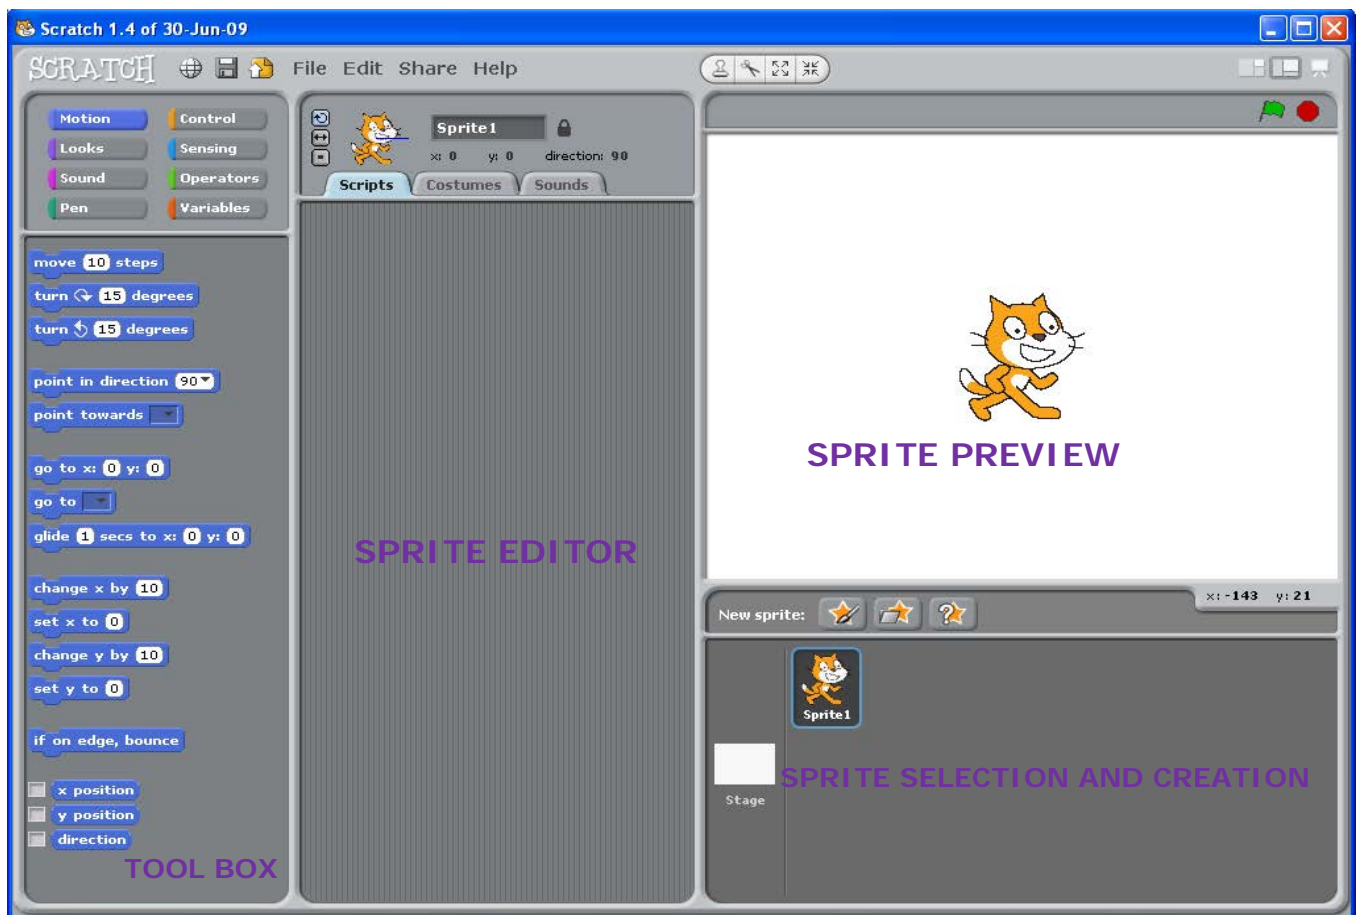 Scratch 1.4 of 30-Jun-09
SCRATCH File Edit Share Help
Motion Control
Looks Sensing
Sound Operators
Pen Variables
move 10 steps
turn 15 degrees
turn 15 degrees
point in direction 90
point towards
go to x: 0 y: 0
go to
glide 1 secs to x: 0 y: 0
change x by 10
set x to 0
change y by 10
set y to 0
if on edge, bounce
x position
y position
direction
TOOL BOX
Sprite1
x: 0 y: 0 direction: 90
Scripts Costumes Sounds
SPRITE EDITOR
SPRITE PREVIEW
x: -143 y: 21
New sprite:
Sprite1
Stage
SPRITE SELECTION AND CREATION